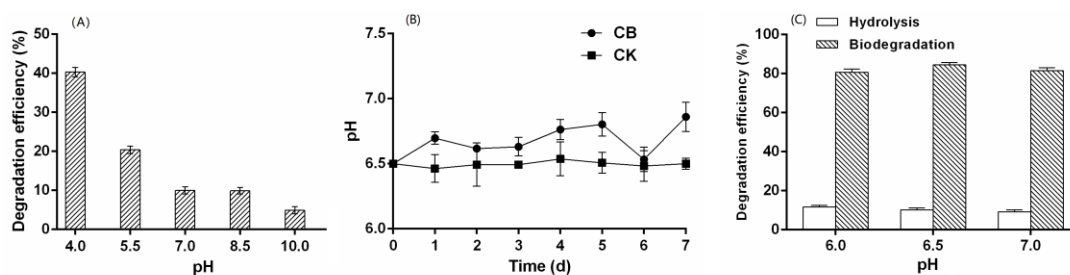 (A)
Degradation efficiency (%)
50
40
30
20
10
0
4.0 5.5 7.0 8.5 10.0
pH
(B)
pH
7.5
7.0
6.5
6.0
CB
CK
0 1 2 3 4 5 6 7
Time (d)
(C)
Hydrolysis
Biodegradation
Degradation efficiency (%)
100
80
60
40
20
0
6.0 6.5 7.0
pH